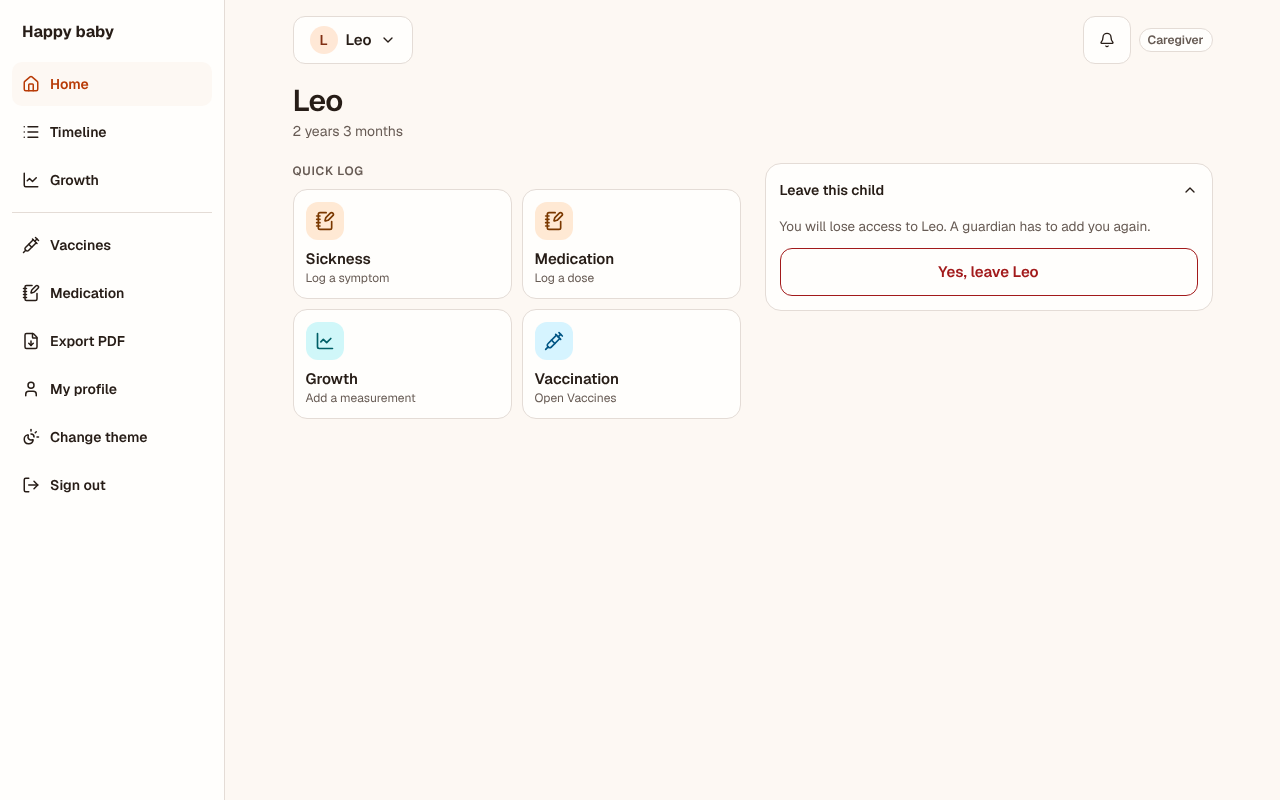 Happy baby
Home
Timeline
Growth
Vaccines
Medication
Export PDF
My profile
Change theme
Sign out
L Leo
Caregiver
Leo
2 years 3 months
QUICK LOG
Sickness
Log a symptom
Medication
Log a dose
Growth
Add a measurement
Vaccination
Open Vaccines
Leave this child
You will lose access to Leo. A guardian has to add you again.
Yes, leave Leo